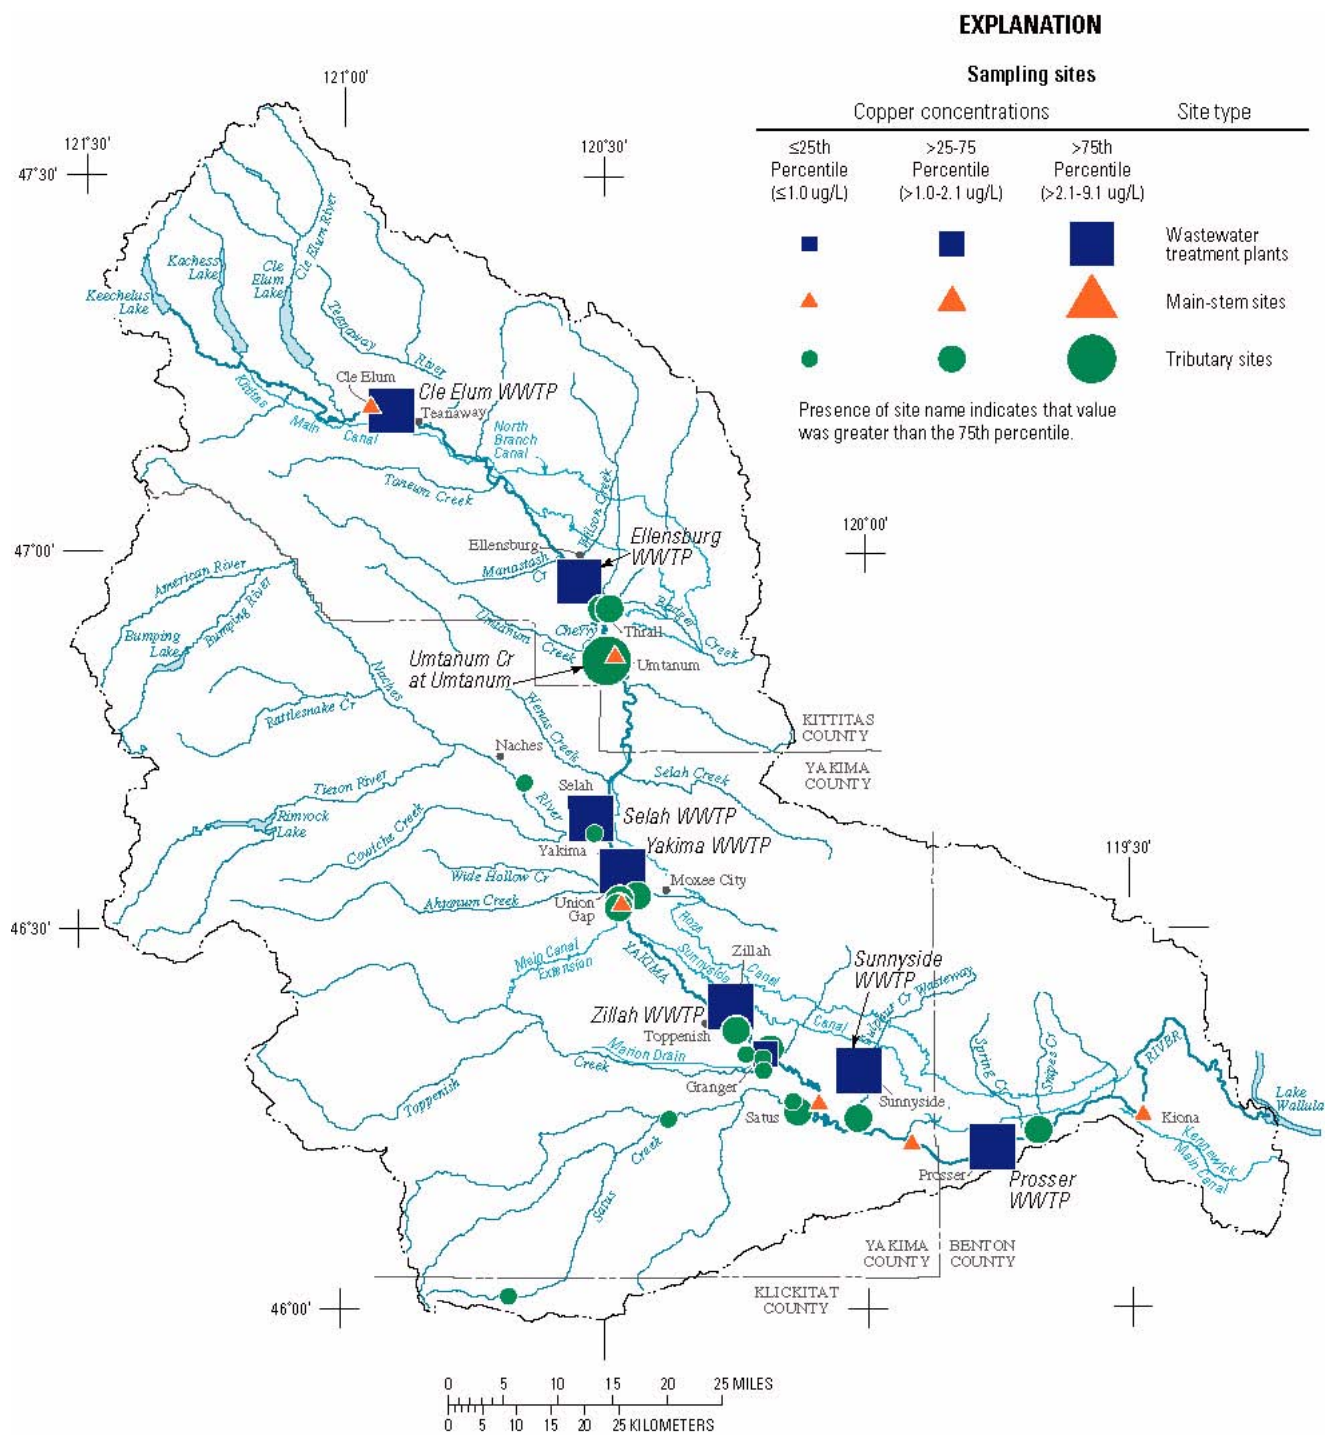 EXPLANATION
Sampling sites
Copper concentrations
Site type
≤25th
Percentile
(≤1.0 ug/L)
>25-75
Percentile
(>1.0-2.1 ug/L)
>75th
Percentile
(>2.1-9.1 ug/L)
Wastewater
treatment plants
Main-stem sites
Tributary sites
Presence of site name indicates that value
was greater than the 75th percentile.
121°00'
121°30'
47°30'
120°30'
Kachess
Lake
Cle
Elum
Lake
Cle Elum River
Keechelus
Lake
Teanaway
River
Kittitas
Main
Canal
Cle Elum
Cle Elum WWTP
Teanaway
North
Branch
Canal
Taneum Creek
Wilson Creek
120°00'
47°00'
Ellensburg
Ellensburg
WWTP
Manastash
Cr
American River
Bumping River
Bumping
Lake
Umtanum
Creek
Cherry
Thrall
Badger
Creek
Umtanum Cr
at Umtanum
Umtanum
Naches
Rattlesnake Cr
Wenas Creek
KITTITAS
COUNTY
YAKIMA
COUNTY
Naches
Selah Creek
Tieton River
Selah
River
Rimrock
Lake
Selah WWTP
Cowiche Creek
Yakima
Yakima WWTP
119°30'
Wide Hollow Cr
Moxee City
Ahtanum Creek
Union
Gap
46°30'
Roza
Canal
Main Canal
Extension
YAKIMA
Sunnyside
Canal
Zillah
Sunnyside
WWTP
Sulphur Cr Wasteway
Zillah WWTP
Toppenish
Marion Drain
Creek
Toppenish
Granger
Spring Cr
Snipes Cr
RIVER
Lake
Wallula
Satus
Sunnyside
Kiona
Kennewick
Main Canal
Creek
Satus
Prosser
Prosser
WWTP
YAKIMA
COUNTY
BENTON
COUNTY
KLICKITAT
COUNTY
46°00'
0 5 10 15 20 25 MILES
0 5 10 15 20 25 KILOMETERS